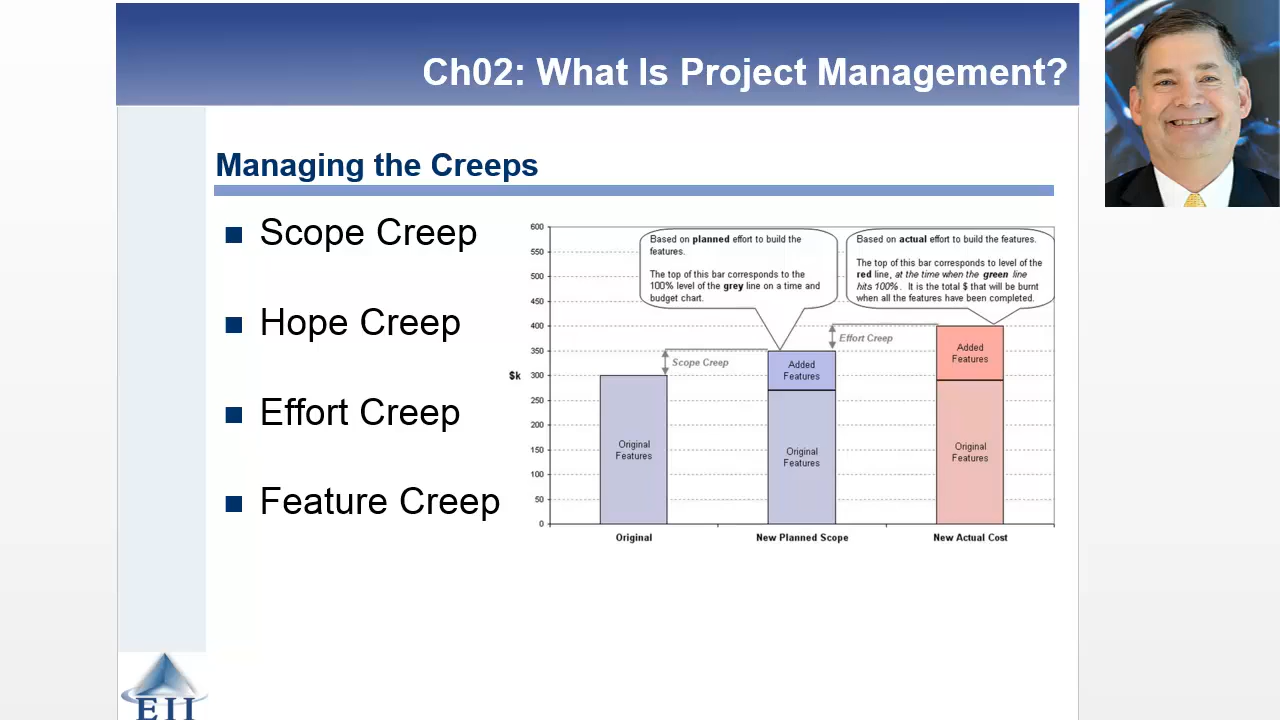 Ch02: What Is Project Management?
Managing the Creeps
Scope Creep
Hope Creep
Effort Creep
Feature Creep
600
550
500
450
400
350
300
250
200
150
100
50
0
$k
Based on planned effort to build the
features.
The top of this bar corresponds to the
100% level of the grey line on a time and
budget chart.
Based on actual effort to build the features.
The top of this bar corresponds to level of the
red line, at the time when the green line
hits 100%. It is the total $ that will be burnt
when all the features have been completed.
Scope Creep
Effort Creep
Original
Features
Added
Features
Original
Features
Added
Features
Original
Features
Original
New Planned Scope
New Actual Cost
EII